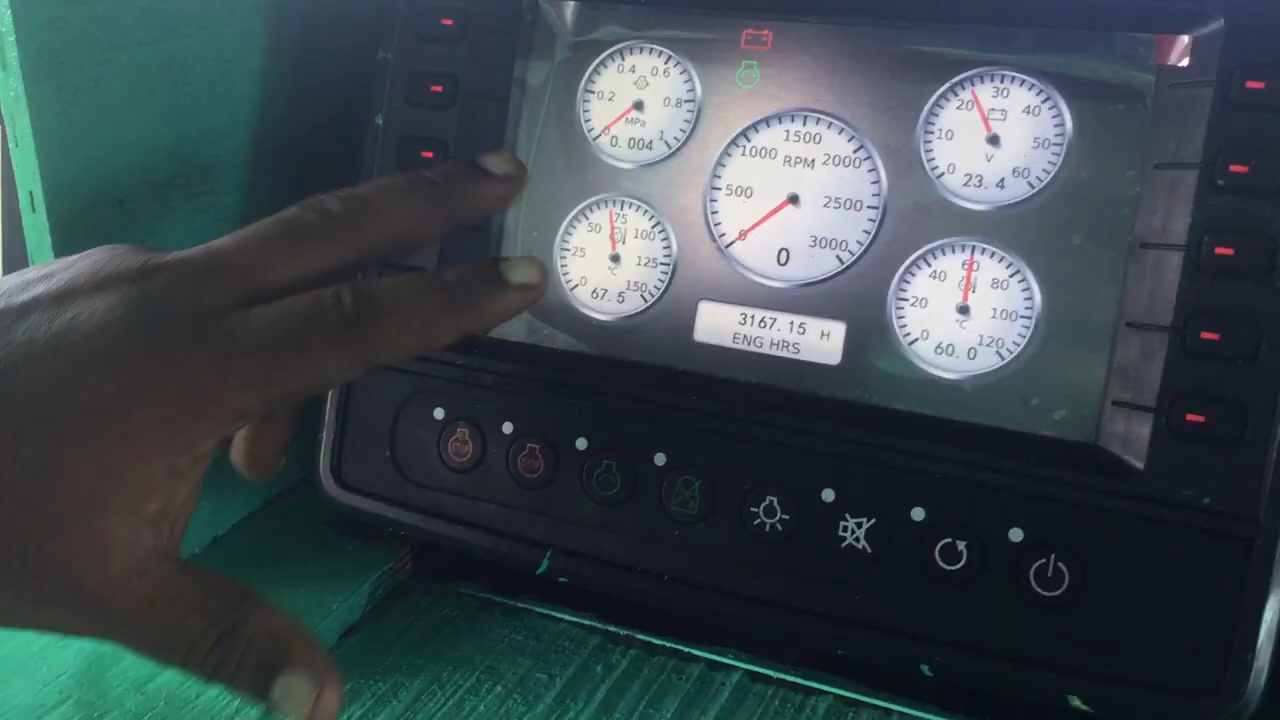 0 0.2 0.4 0.6 0.8 1
MPa
0.004
0 500 1000 1500 2000 2500 3000
RPM
0
0 10 20 30 40 50 60
V
23.4
0 25 50 75 100 125 150
°C
67.5
0 20 40 60 80 100 120
°C
60.0
3167.15 H
ENG HRS
STOP
STOP